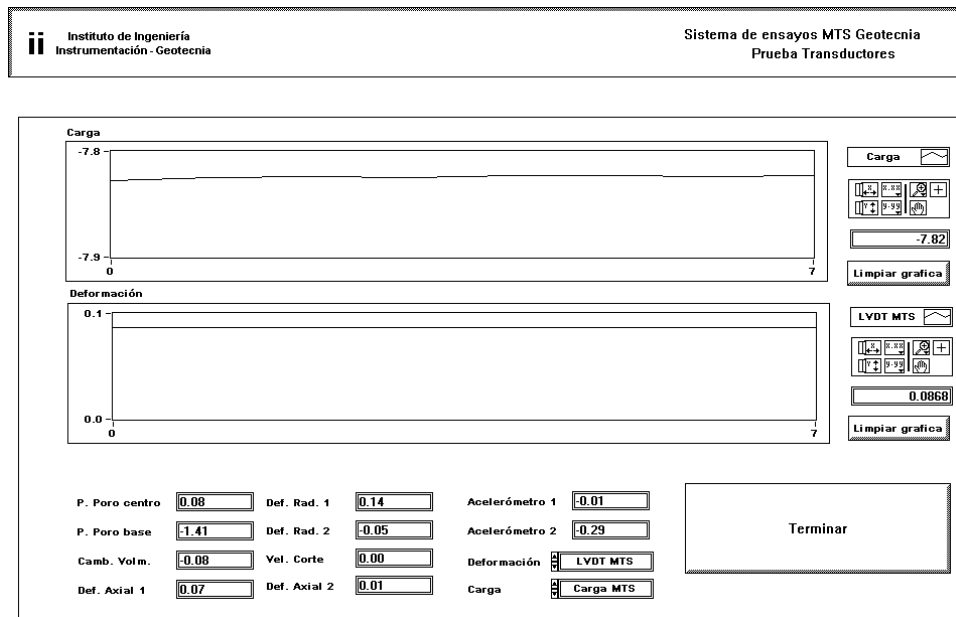 ii
Instituto de Ingeniería
Instrumentación - Geotecnia
Sistema de ensayos MTS Geotecnia
Prueba Transductores
Carga
-7.8
-7.9
0 7
Carga
-7.82
Limpiar grafica
Deformación
0.1
0.0
0 7
LVDT MTS
0.0868
Limpiar grafica
P. Poro centro 0.08 Def. Rad. 1 0.14 Acelerómetro 1 -0.01
P. Poro base -1.41 Def. Rad. 2 -0.05 Acelerómetro 2 -0.29
Camb. Volm. -0.08 Vel. Corte 0.00 Deformación LVDT MTS
Def. Axial 1 0.07 Def. Axial 2 0.01 Carga Carga MTS
Terminar